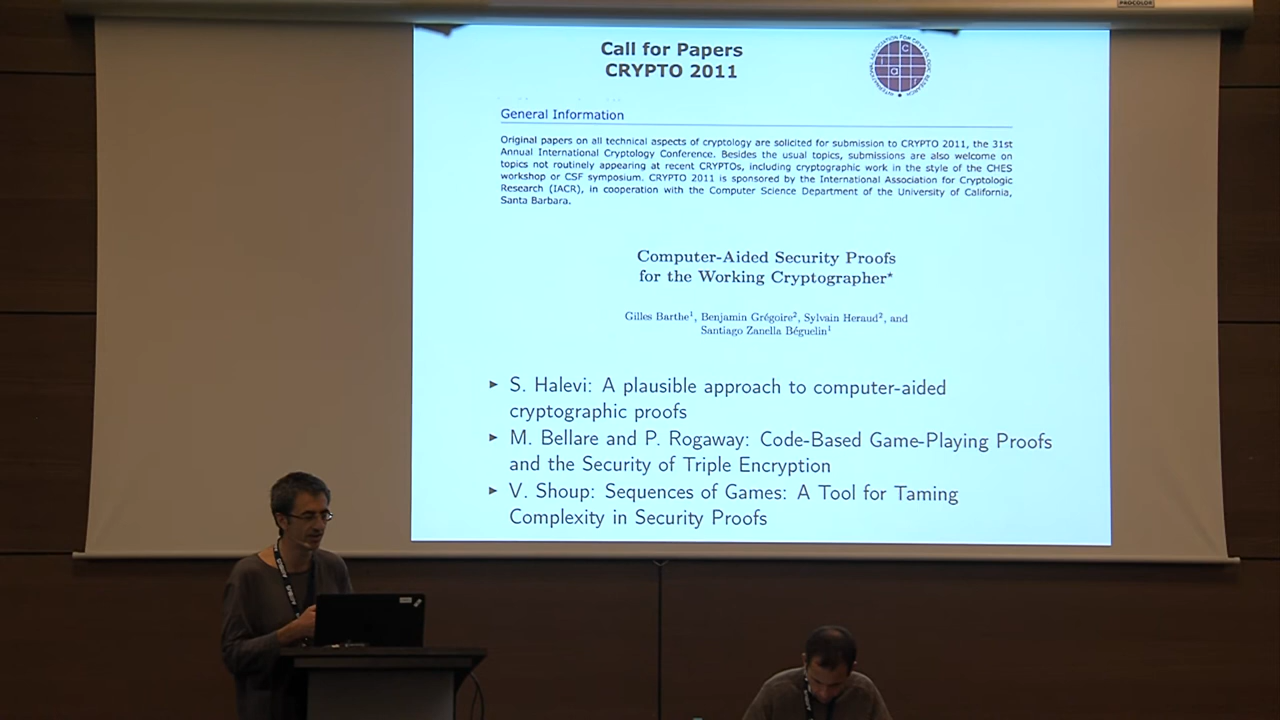 PROCOLOR
Call for Papers
CRYPTO 2011
INTERNATIONAL ASSOCIATION FOR CRYPTOLOGIC RESEARCH
i a c r
General Information
Original papers on all technical aspects of cryptology are solicited for submission to CRYPTO 2011, the 31st
Annual International Cryptology Conference. Besides the usual topics, submissions are also welcome on
topics not routinely appearing at recent CRYPTOs, including cryptographic work in the style of the CHES
workshop or CSF symposium. CRYPTO 2011 is sponsored by the International Association for Cryptologic
Research (IACR), in cooperation with the Computer Science Department of the University of California,
Santa Barbara.
Computer-Aided Security Proofs
for the Working Cryptographer*
Gilles Barthe¹, Benjamin Grégoire², Sylvain Heraud², and
Santiago Zanella Béguelin¹
▶ S. Halevi: A plausible approach to computer-aided
cryptographic proofs
▶ M. Bellare and P. Rogaway: Code-Based Game-Playing Proofs
and the Security of Triple Encryption
▶ V. Shoup: Sequences of Games: A Tool for Taming
Complexity in Security Proofs